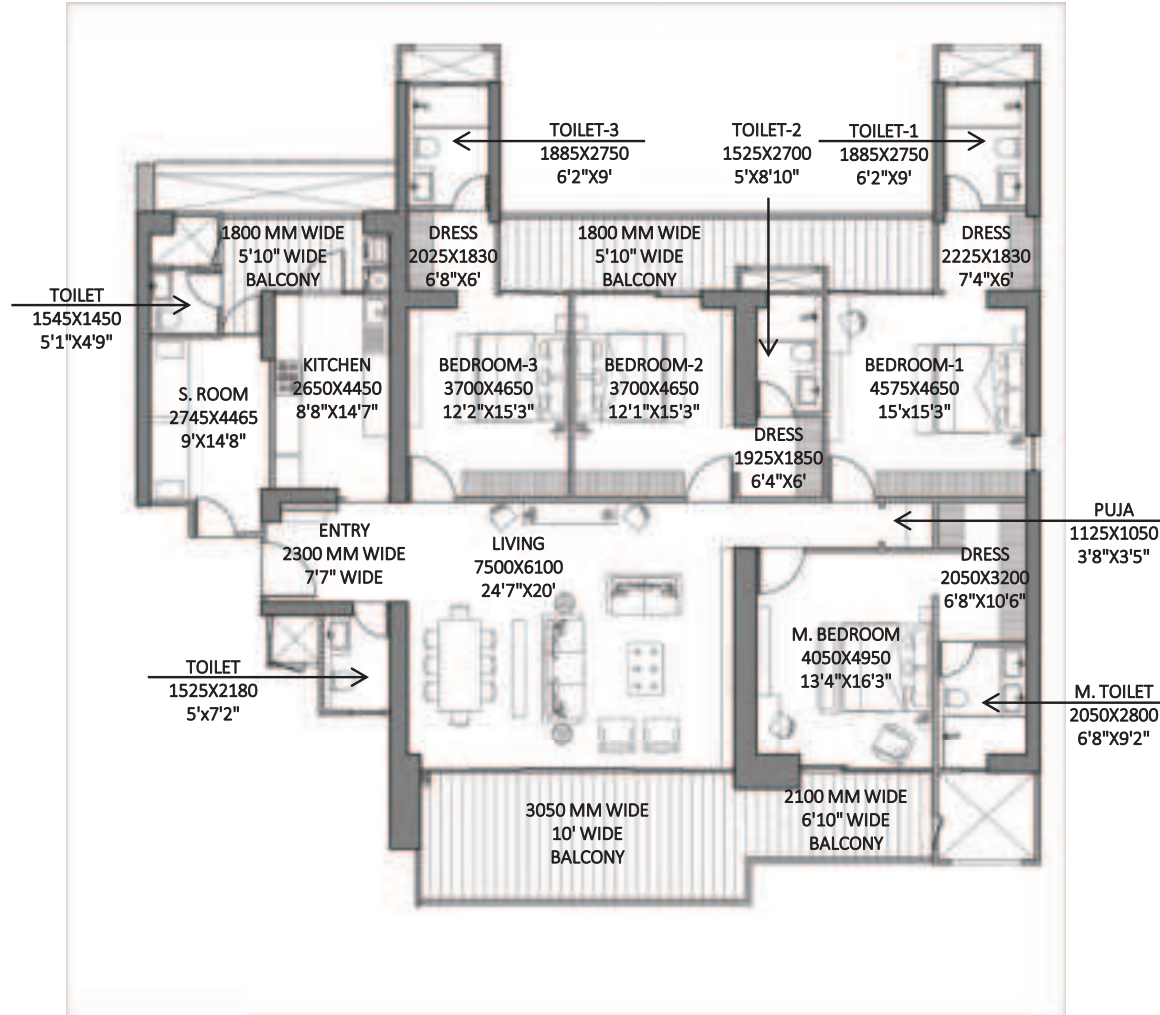 TOILET-3
1885X2750
6'2"X9'
TOILET-2
1525X2700
5'X8'10"
TOILET-1
1885X2750
6'2"X9'
1800 MM WIDE
5'10" WIDE
BALCONY
DRESS
2025X1830
6'8"X6'
1800 MM WIDE
5'10" WIDE
BALCONY
DRESS
2225X1830
7'4"X6'
TOILET
1545X1450
5'1"X4'9"
S. ROOM
2745X4465
9'X14'8"
KITCHEN
2650X4450
8'8"X14'7"
BEDROOM-3
3700X4650
12'2"X15'3"
BEDROOM-2
3700X4650
12'1"X15'3"
BEDROOM-1
4575X4650
15'x15'3"
DRESS
1925X1850
6'4"X6'
ENTRY
2300 MM WIDE
7'7" WIDE
LIVING
7500X6100
24'7"X20'
PUJA
1125X1050
3'8"X3'5"
DRESS
2050X3200
6'8"X10'6"
TOILET
1525X2180
5'x7'2"
M. BEDROOM
4050X4950
13'4"X16'3"
M. TOILET
2050X2800
6'8"X9'2"
3050 MM WIDE
10' WIDE
BALCONY
2100 MM WIDE
6'10" WIDE
BALCONY